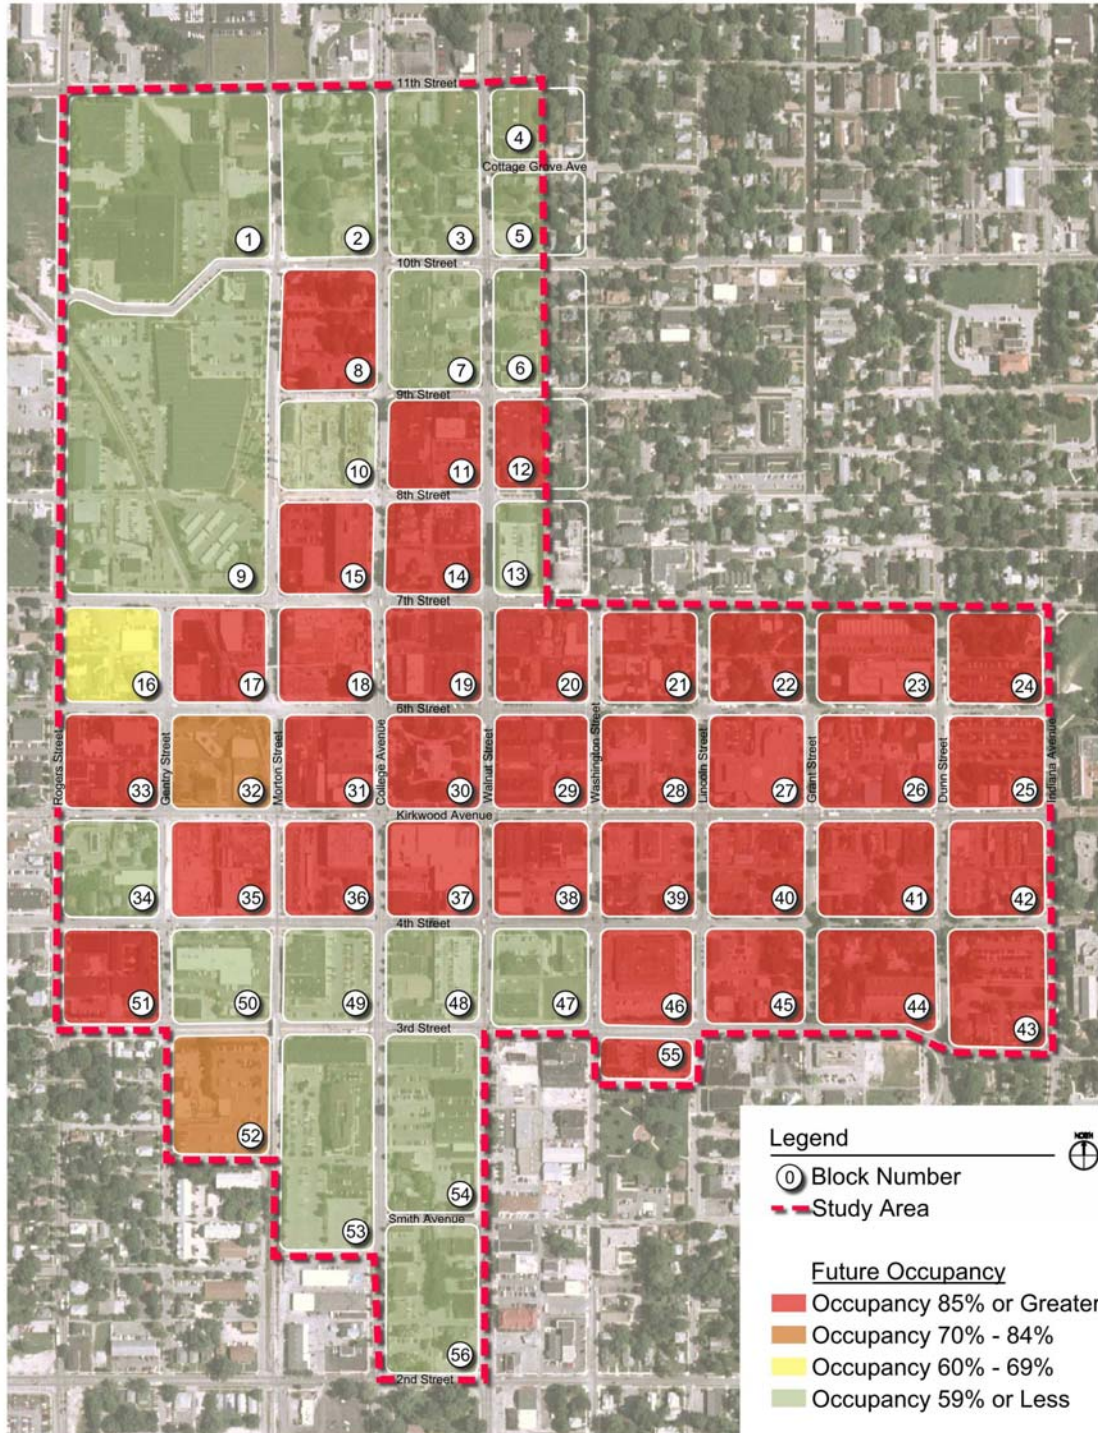 11th Street
4
Cottage Grove Ave
1
2
3
5
10th Street
8
7
6
9th Street
10
11
12
8th Street
9
15
14
13
7th Street
16
17
18
19
20
21
22
23
24
6th Street
Rogers Street
Gentry Street
Morton Street
College Avenue
Walnut Street
Washington Street
Lincoln Street
Grant Street
Dunn Street
Indiana Avenue
33
32
31
30
29
28
27
26
25
Kirkwood Avenue
34
35
36
37
38
39
40
41
42
4th Street
51
50
49
48
47
46
45
44
43
3rd Street
55
52
54
Smith Avenue
53
56
2nd Street
Legend
NORTH
0 Block Number
Study Area
Future Occupancy
Occupancy 85% or Greater
Occupancy 70% - 84%
Occupancy 60% - 69%
Occupancy 59% or Less